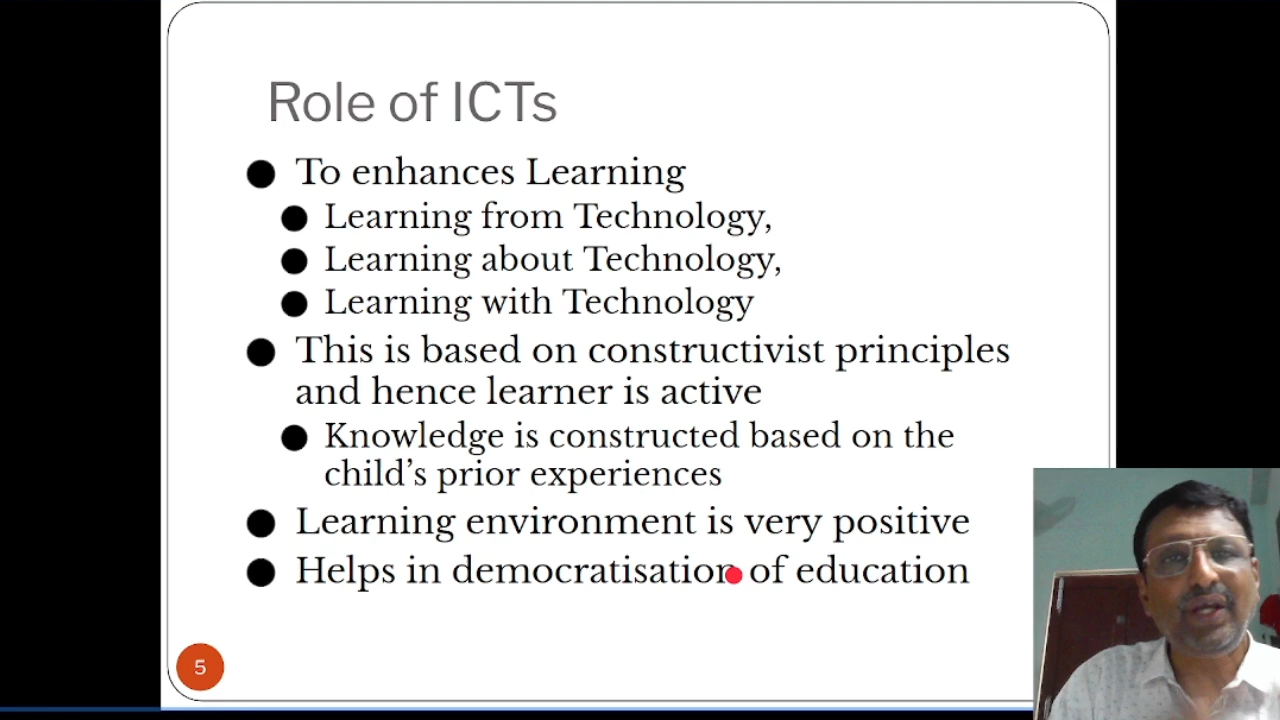 Role of ICTs
● To enhances Learning
● Learning from Technology,
● Learning about Technology,
● Learning with Technology
● This is based on constructivist principles
and hence learner is active
● Knowledge is constructed based on the
child’s prior experiences
● Learning environment is very positive
● Helps in democratisation of education
5